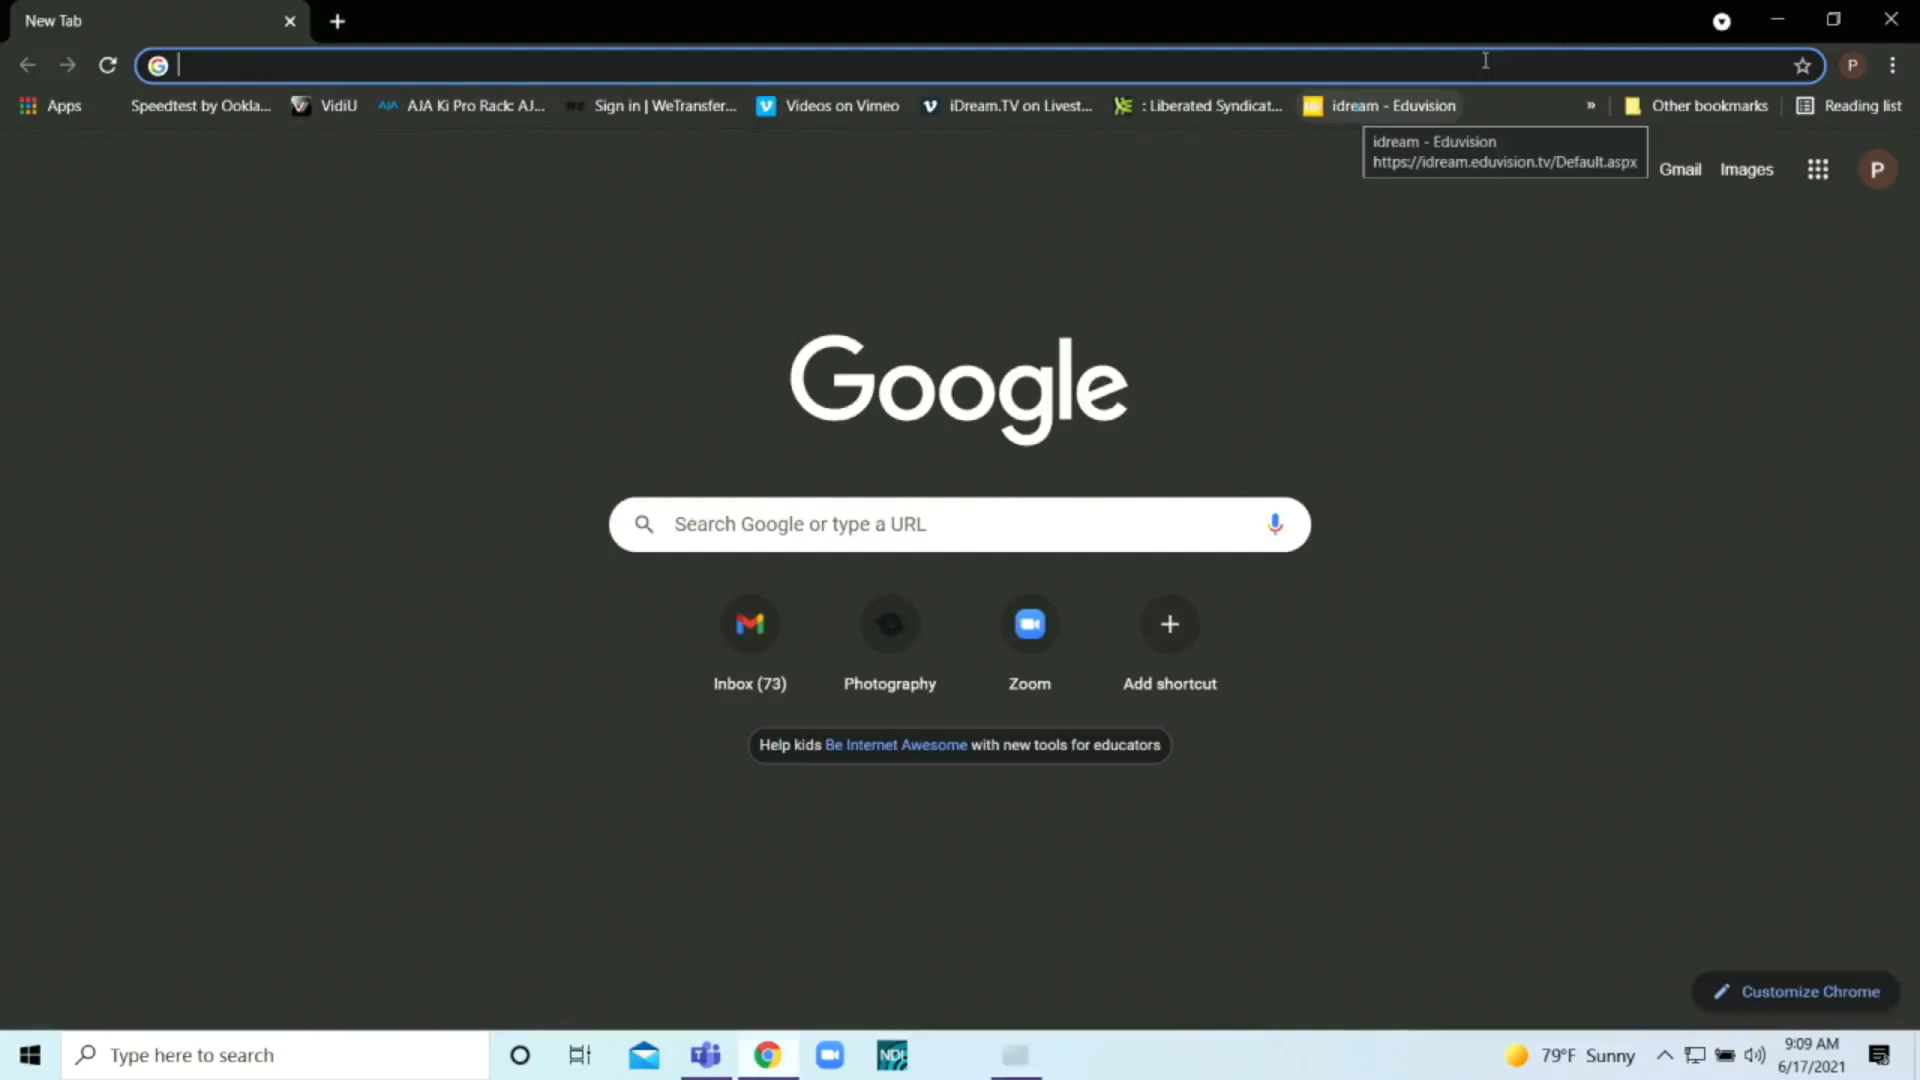 New Tab
Apps
Speedtest by Ookla...
VidiU
AJA Ki Pro Rack: AJ...
Sign in | WeTransfer...
Videos on Vimeo
iDream.TV on Livest...
: Liberated Syndicat...
idream - Eduvision
»
Other bookmarks
Reading list
P
idream - Eduvision
https://idream.eduvision.tv/Default.aspx
Gmail
Images
P
Google
Search Google or type a URL
Inbox (73)
Photography
Zoom
Add shortcut
Help kids Be Internet Awesome with new tools for educators
Customize Chrome
Type here to search
NDI
79°F Sunny
9:09 AM
6/17/2021